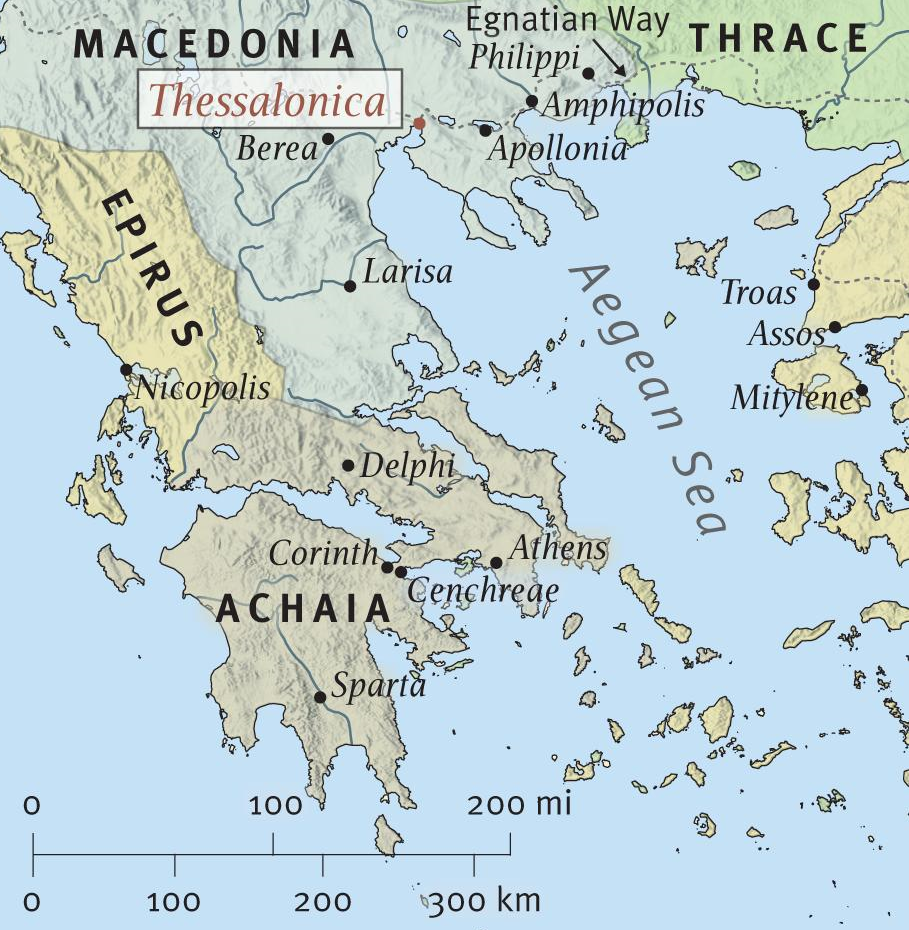 Egnatian Way
MACEDONIA
THRACE
Philippi
Thessalonica
Amphipolis
Berea
Apollonia
EPIRUS
Larisa
Aegean Sea
Troas
Assos
Nicopolis
Mitylene
Delphi
Corinth
Athens
Cenchreae
ACHAIA
Sparta
0 100 200 mi
0 100 200 300 km